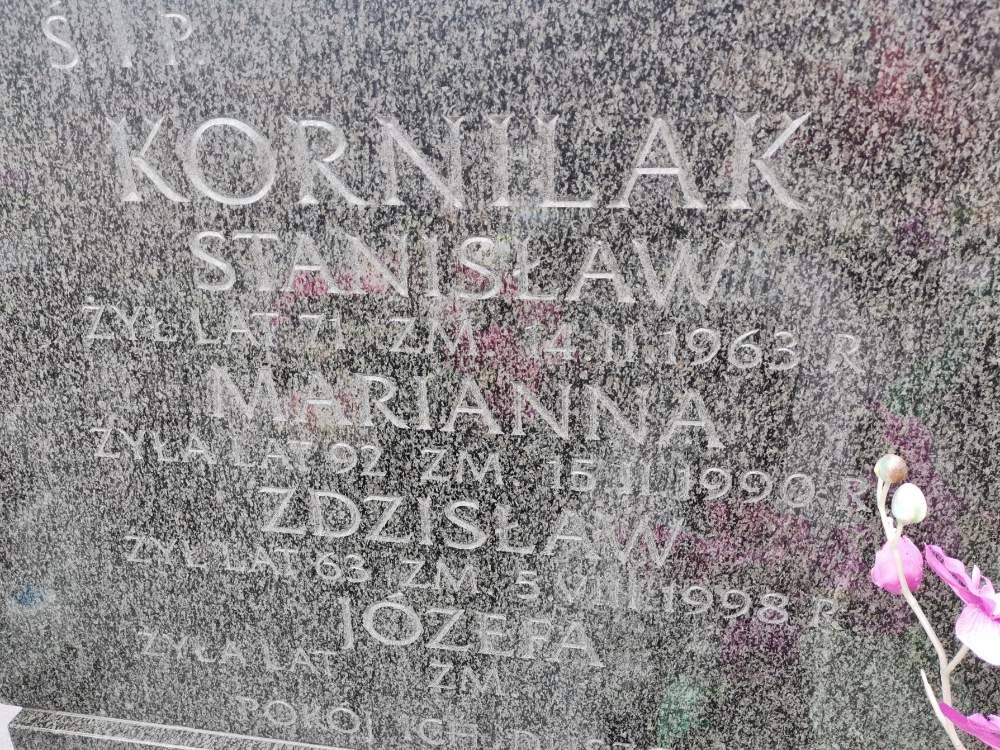 Ś P.
KORNILAK
STANISŁAW
ŻYŁ LAT 71 ZM. 14.II.1963 R
MARIANNA
ŻYŁA LAT 92 ZM 15.II.1990 R
ZDZISŁAW
ŻYŁ LAT 63 ZM. 5.VIII.1998 R
JÓZEFA
ŻYŁA LAT ZM
POKÓJ ICH